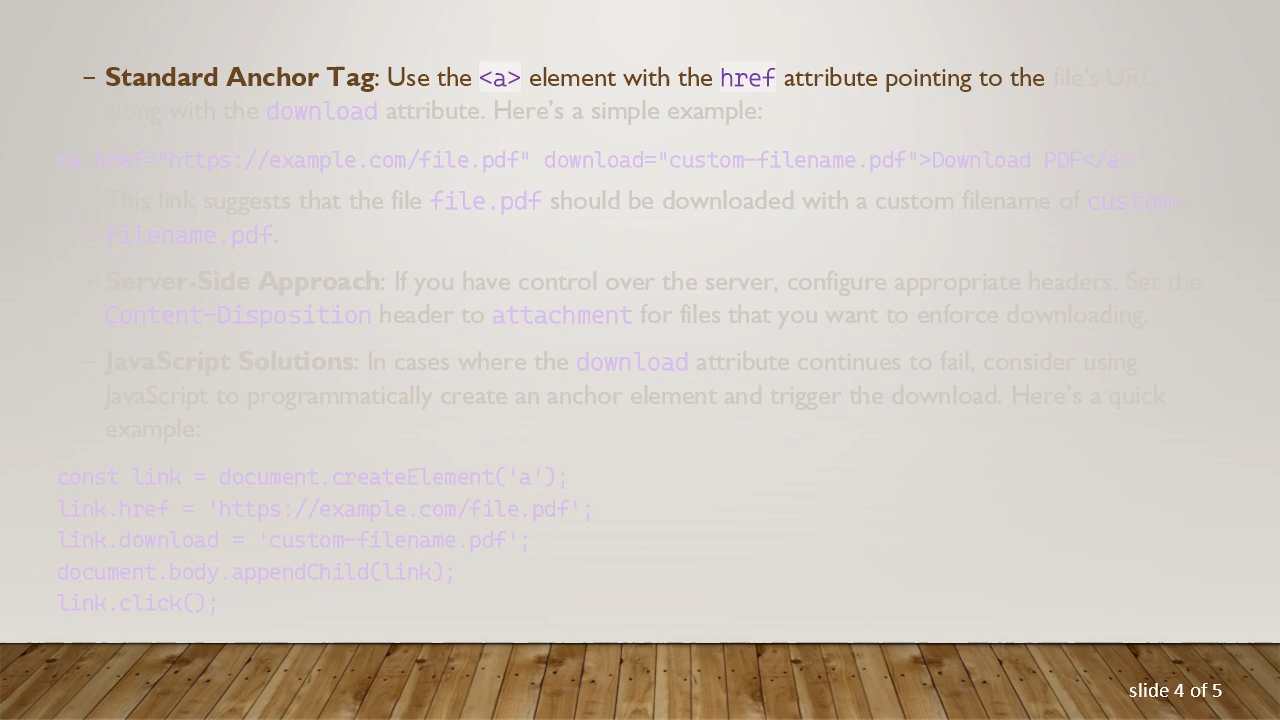 – Standard Anchor Tag: Use the <a> element with the href attribute pointing to the file's URL
along with the download attribute. Here's a simple example:
<a href="https://example.com/file.pdf" download="custom-filename.pdf">Download PDF</a>
This link suggests that the file file.pdf should be downloaded with a custom filename of custom-
filename.pdf.
– Server-Side Approach: If you have control over the server, configure appropriate headers. Set the
Content-Disposition header to attachment for files that you want to enforce downloading.
– JavaScript Solutions: In cases where the download attribute continues to fail, consider using
JavaScript to programmatically create an anchor element and trigger the download. Here's a quick
example:
const link = document.createElement('a');
link.href = 'https://example.com/file.pdf';
link.download = 'custom-filename.pdf';
document.body.appendChild(link);
link.click();
slide 4 of 5